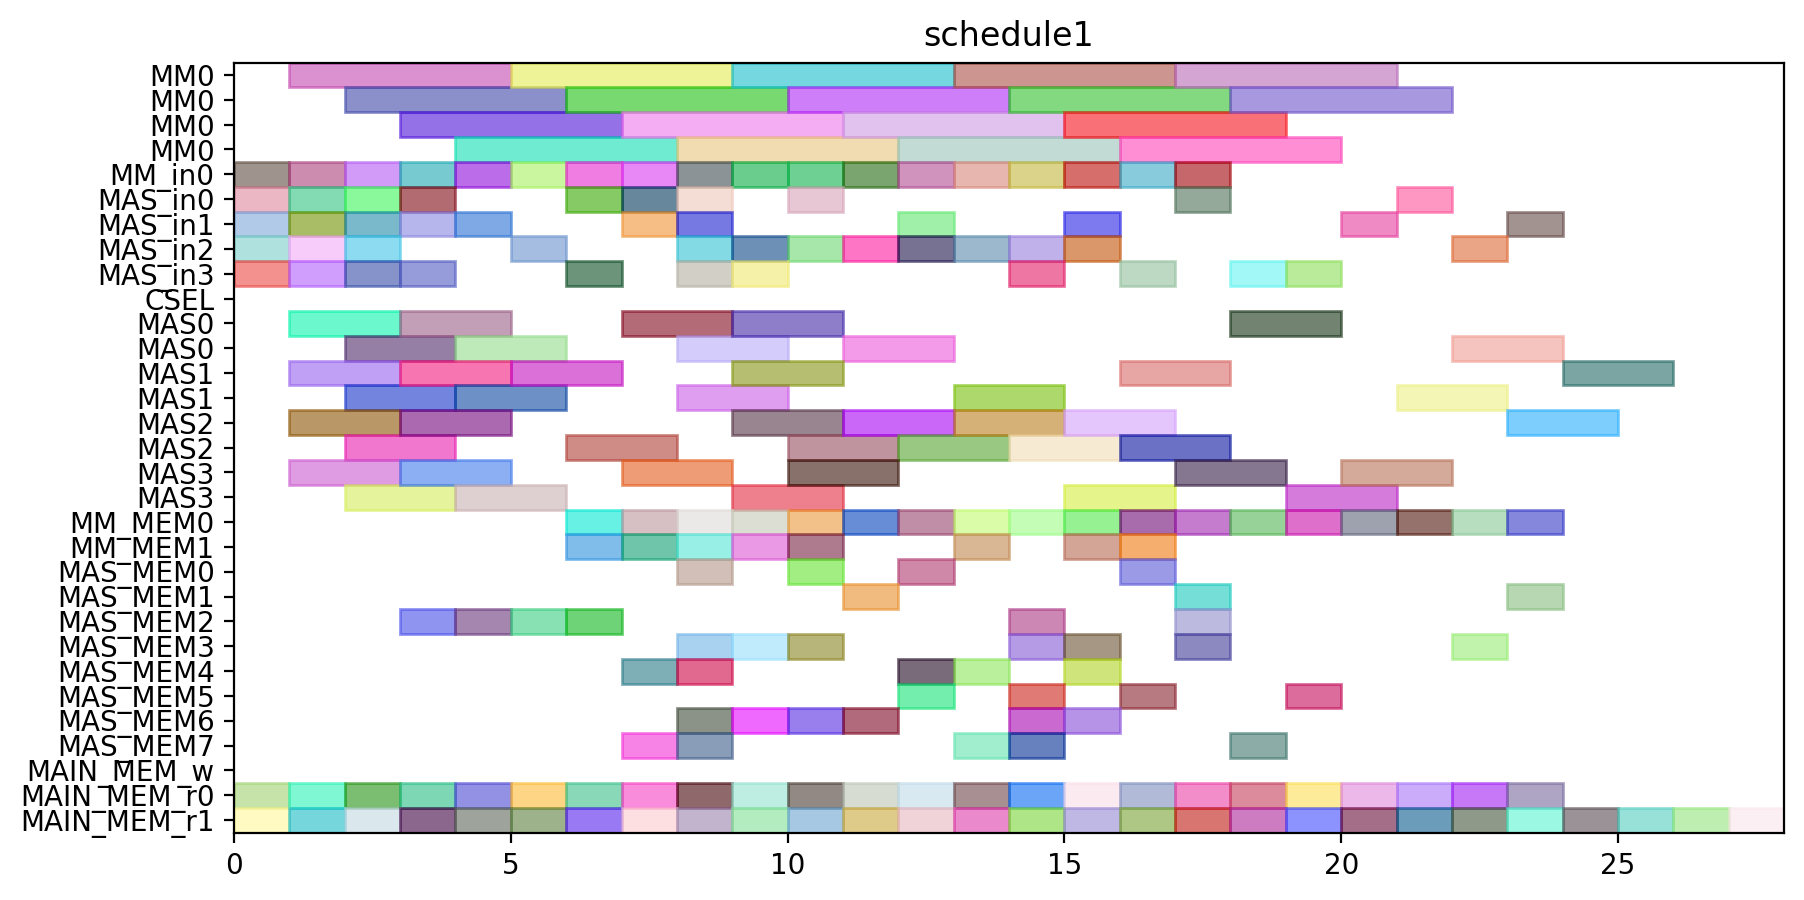 schedule1
MM0
MM0
MM0
MM0
MM_in0
MAS_in0
MAS_in1
MAS_in2
MAS_in3
CSEL
MAS0
MAS0
MAS1
MAS1
MAS2
MAS2
MAS3
MAS3
MM_MEM0
MM_MEM1
MAS_MEM0
MAS_MEM1
MAS_MEM2
MAS_MEM3
MAS_MEM4
MAS_MEM5
MAS_MEM6
MAS_MEM7
MAIN_MEM_w
MAIN_MEM_r0
MAIN_MEM_r1
0 5 10 15 20 25